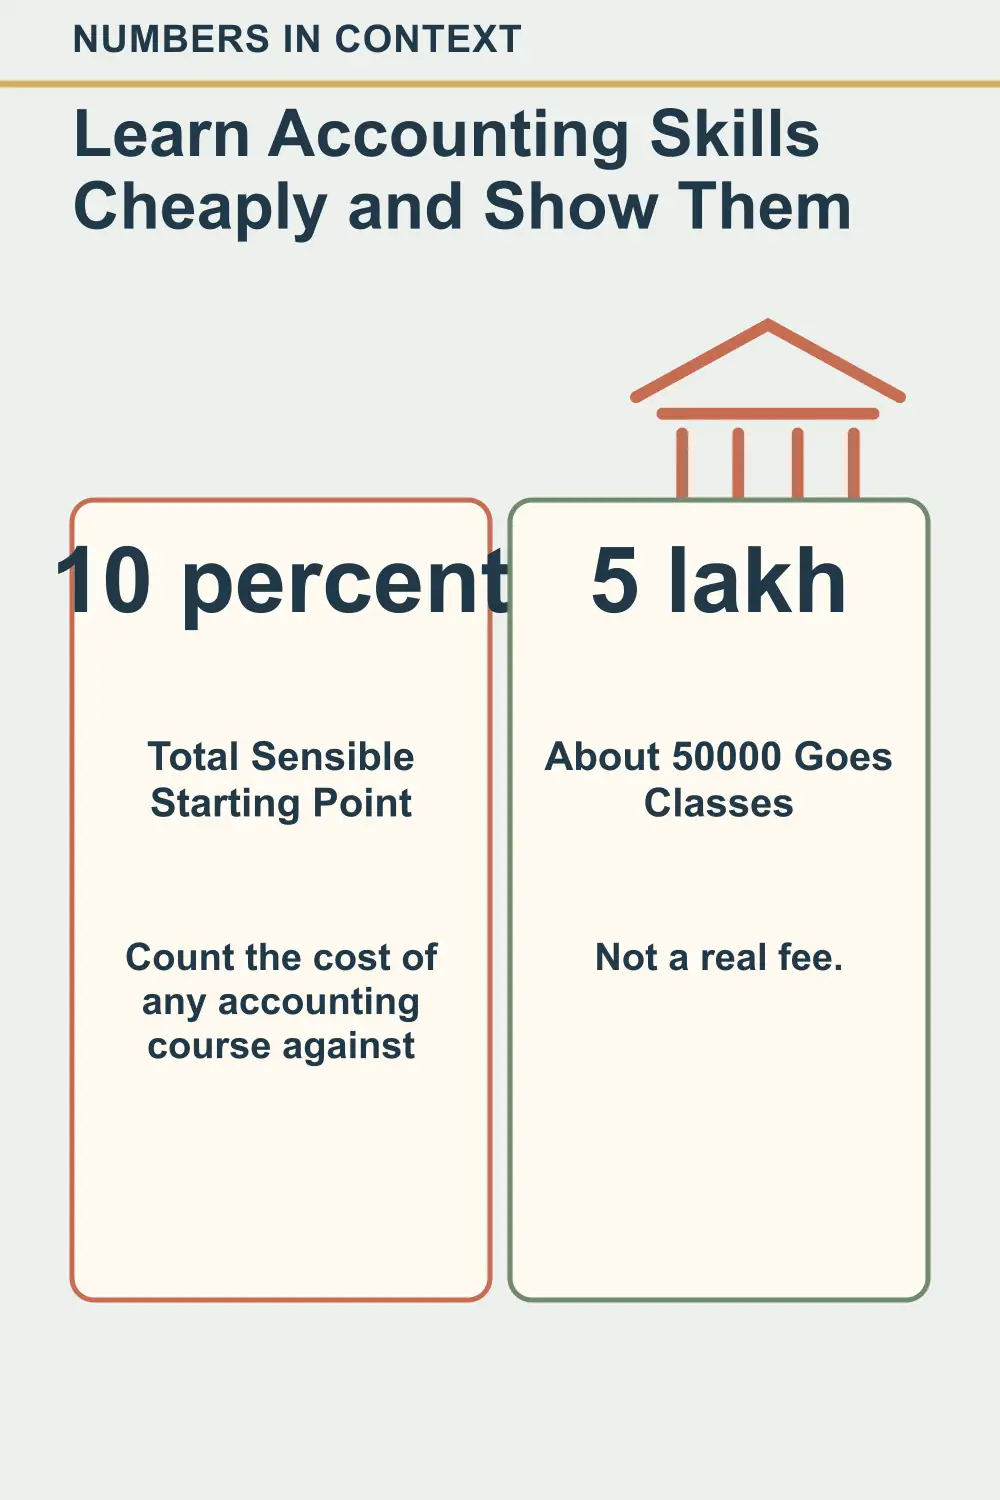 NUMBERS IN CONTEXT
Learn Accounting Skills
Cheaply and Show Them
10 percent
Total Sensible
Starting Point
Count the cost of
any accounting
course against
5 lakh
About 50000 Goes
Classes
Not a real fee.